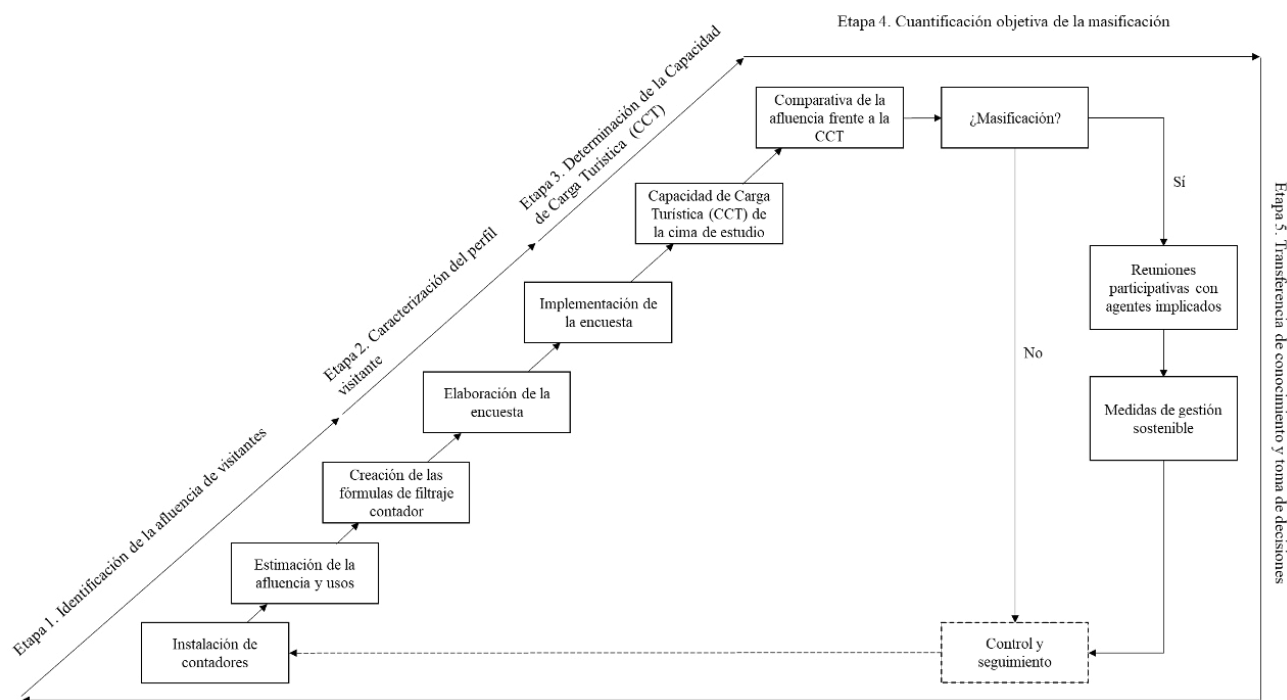 Etapa 4. Cuantificación objetiva de la masificación
Etapa 3. Determinación de la Capacidad
de Carga Turística (CCT)
Etapa 2. Caracterización del perfil
visitante
Etapa 1. Identificación de la afluencia de visitantes
Etapa 5. Transferencia de conocimiento y toma de decisiones
Comparativa de la
afluencia frente a la
CCT
¿Masificación?
Sí
No
Capacidad de Carga
Turística (CCT) de
la cima de estudio
Reuniones
participativas con
agentes implicados
Implementación de
la encuesta
Elaboración de la
encuesta
Medidas de gestión
sostenible
Creación de las
fórmulas de filtraje
contador
Estimación de la
afluencia y usos
Instalación de
contadores
Control y
seguimiento